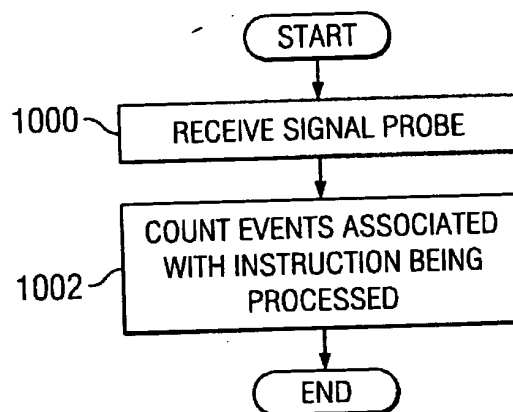 START
1000
RECEIVE SIGNAL PROBE
COUNT EVENTS ASSOCIATED
WITH INSTRUCTION BEING
PROCESSED
1002
END